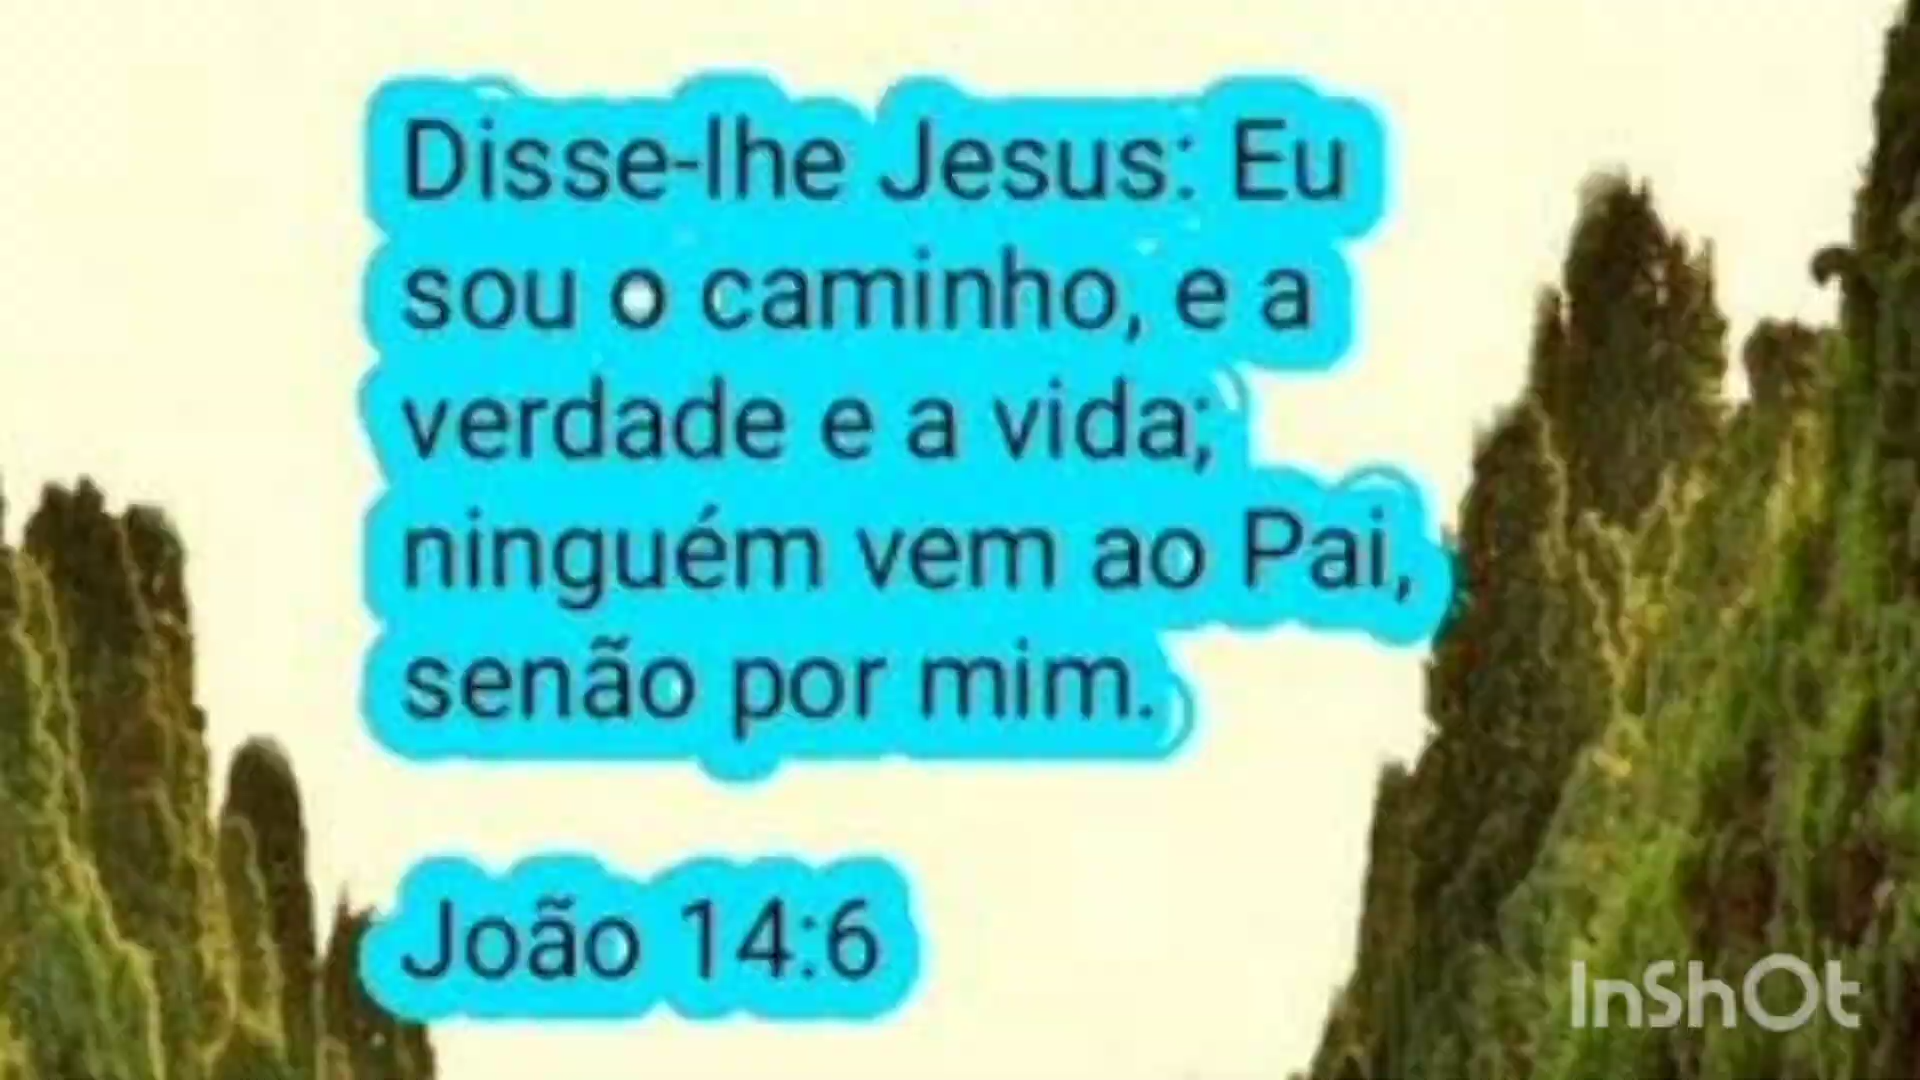 Disse-lhe Jesus: Eu
sou o caminho, e a
verdade e a vida;
ninguém vem ao Pai,
senão por mim.
João 14:6
InShOt